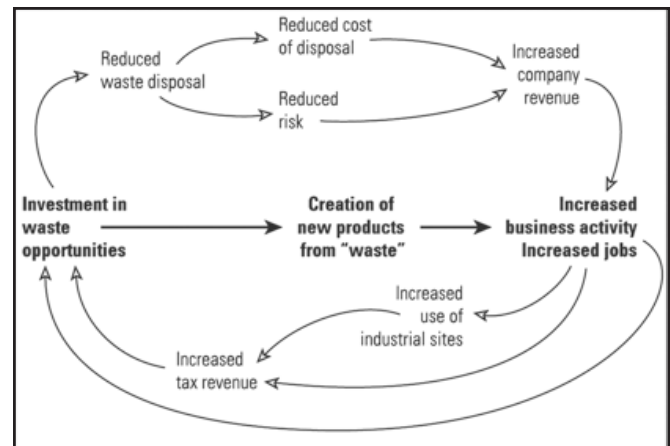 Reduced
waste disposal
Reduced cost
of disposal
Reduced
risk
Increased
company
revenue
Investment in
waste
opportunities
Creation of
new products
from "waste"
Increased
business activity
Increased jobs
Increased
use of
industrial sites
Increased
tax revenue